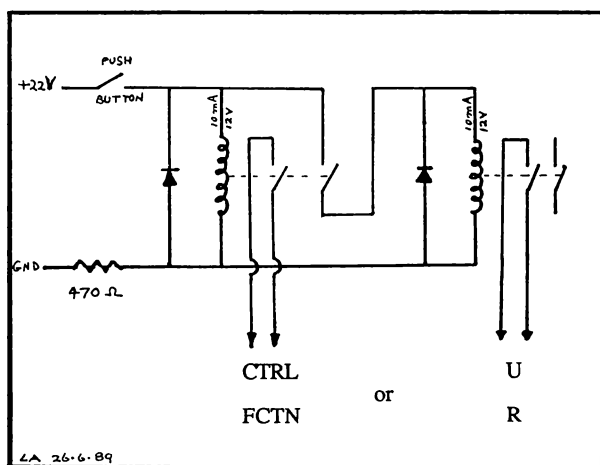 PUSH
+22V
BUTTON
10mA
12V
10mA
12V
GND
470 Ω
CTRL or U
FCTN R
LA 26·6·89